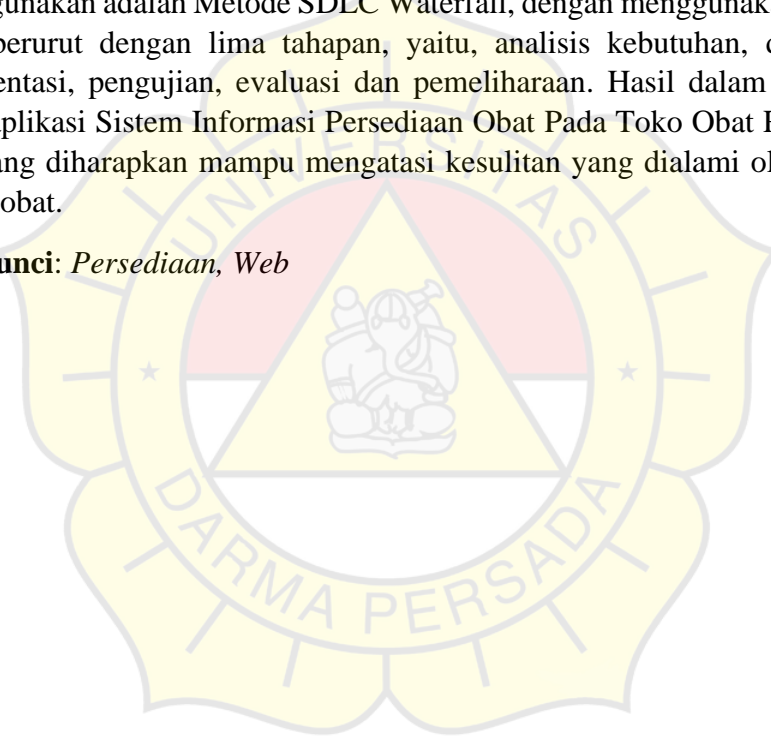 gunakan adalah Metode SDLC Waterfall, dengan menggunak
berurut dengan lima tahapan, yaitu, analisis kebutuhan, d
entasi, pengujian, evaluasi dan pemeliharaan. Hasil dalam
aplikasi Sistem Informasi Persediaan Obat Pada Toko Obat
ang diharapkan mampu mengatasi kesulitan yang dialami ol
obat.
unci: Persediaan, Web
UNIVERSITAS
DARMA PERSADA